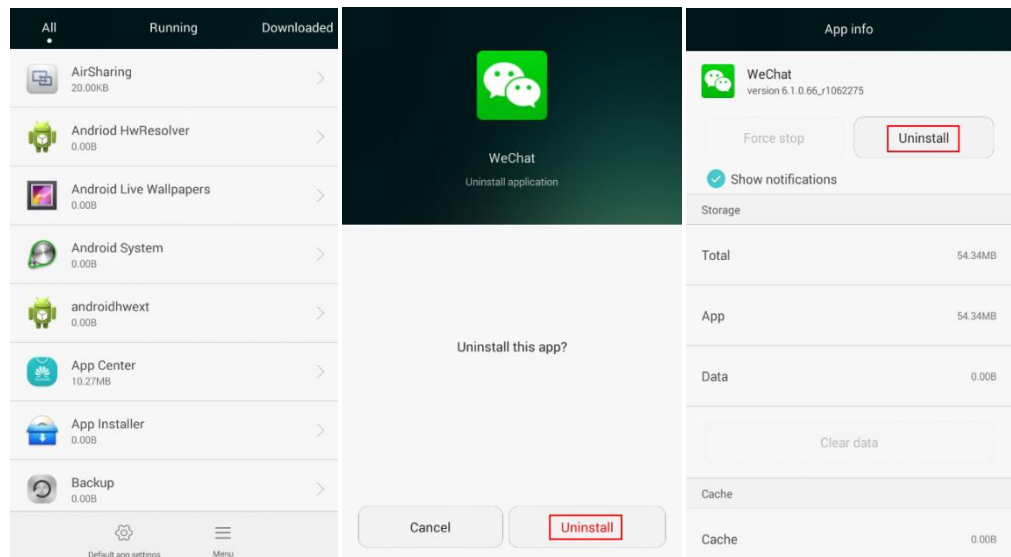 All Running Downloaded
AirSharing
20.00KB
Andriod HwResolver
0.00B
Android Live Wallpapers
0.00B
Android System
0.00B
androidhwext
0.00B
App Center
10.27MB
App Installer
0.00B
Backup
0.00B
Default app settings Menu
WeChat
Uninstall application
Uninstall this app?
Cancel Uninstall
App info
WeChat
version 6.1.0.66_r1062275
Force stop Uninstall
Show notifications
Storage
Total 54.34MB
App 54.34MB
Data 0.00B
Clear data
Cache
Cache 0.00B